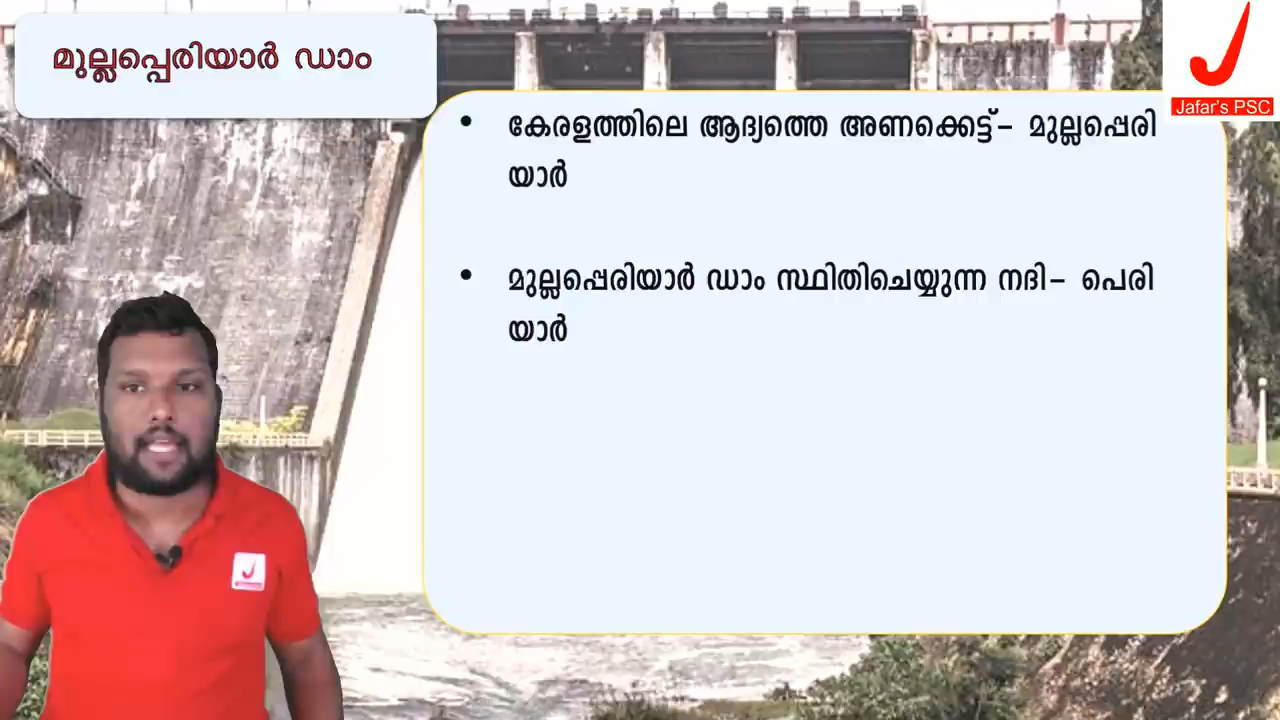 മുല്ലപ്പെരിയാർ ഡാം
Jafar's PSC
കേരളത്തിലെ ആദ്യത്തെ അണക്കെട്ട്- മുല്ലപ്പെരി
യാർ
മുല്ലപ്പെരിയാർ ഡാം സ്ഥിതിചെയ്യുന്ന നദി- പെരി
യാർ